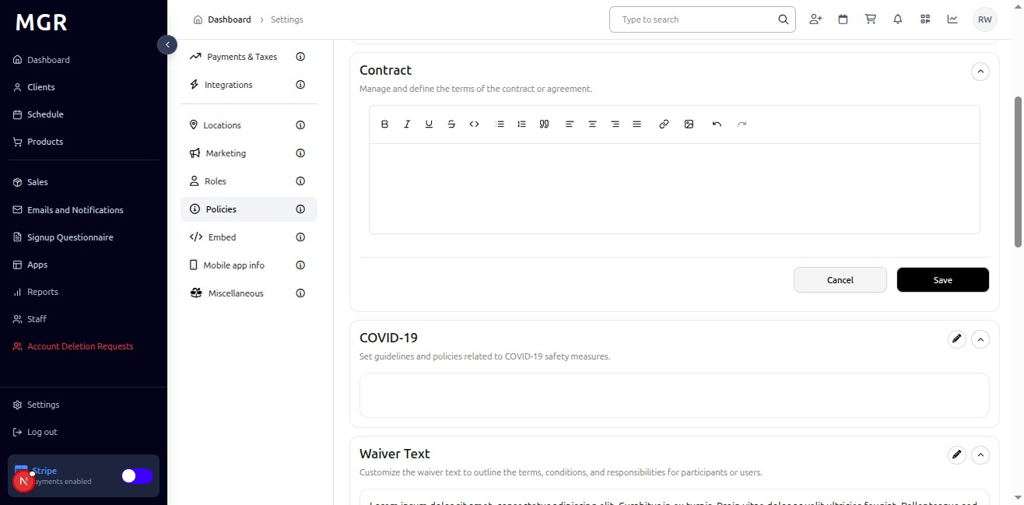 MGR
Dashboard
Clients
Schedule
Products
Sales
Emails and Notifications
Signup Questionnaire
Apps
Reports
Staff
Account Deletion Requests
Settings
Log out
Stripe
ayments enabled
N
Dashboard > Settings
Type to search
RW
Payments & Taxes
Integrations
Locations
Marketing
Roles
Policies
Embed
Mobile app info
Miscellaneous
Contract
Manage and define the terms of the contract or agreement.
Cancel
Save
COVID-19
Set guidelines and policies related to COVID-19 safety measures.
Waiver Text
Customize the waiver text to outline the terms, conditions, and responsibilities for participants or users.